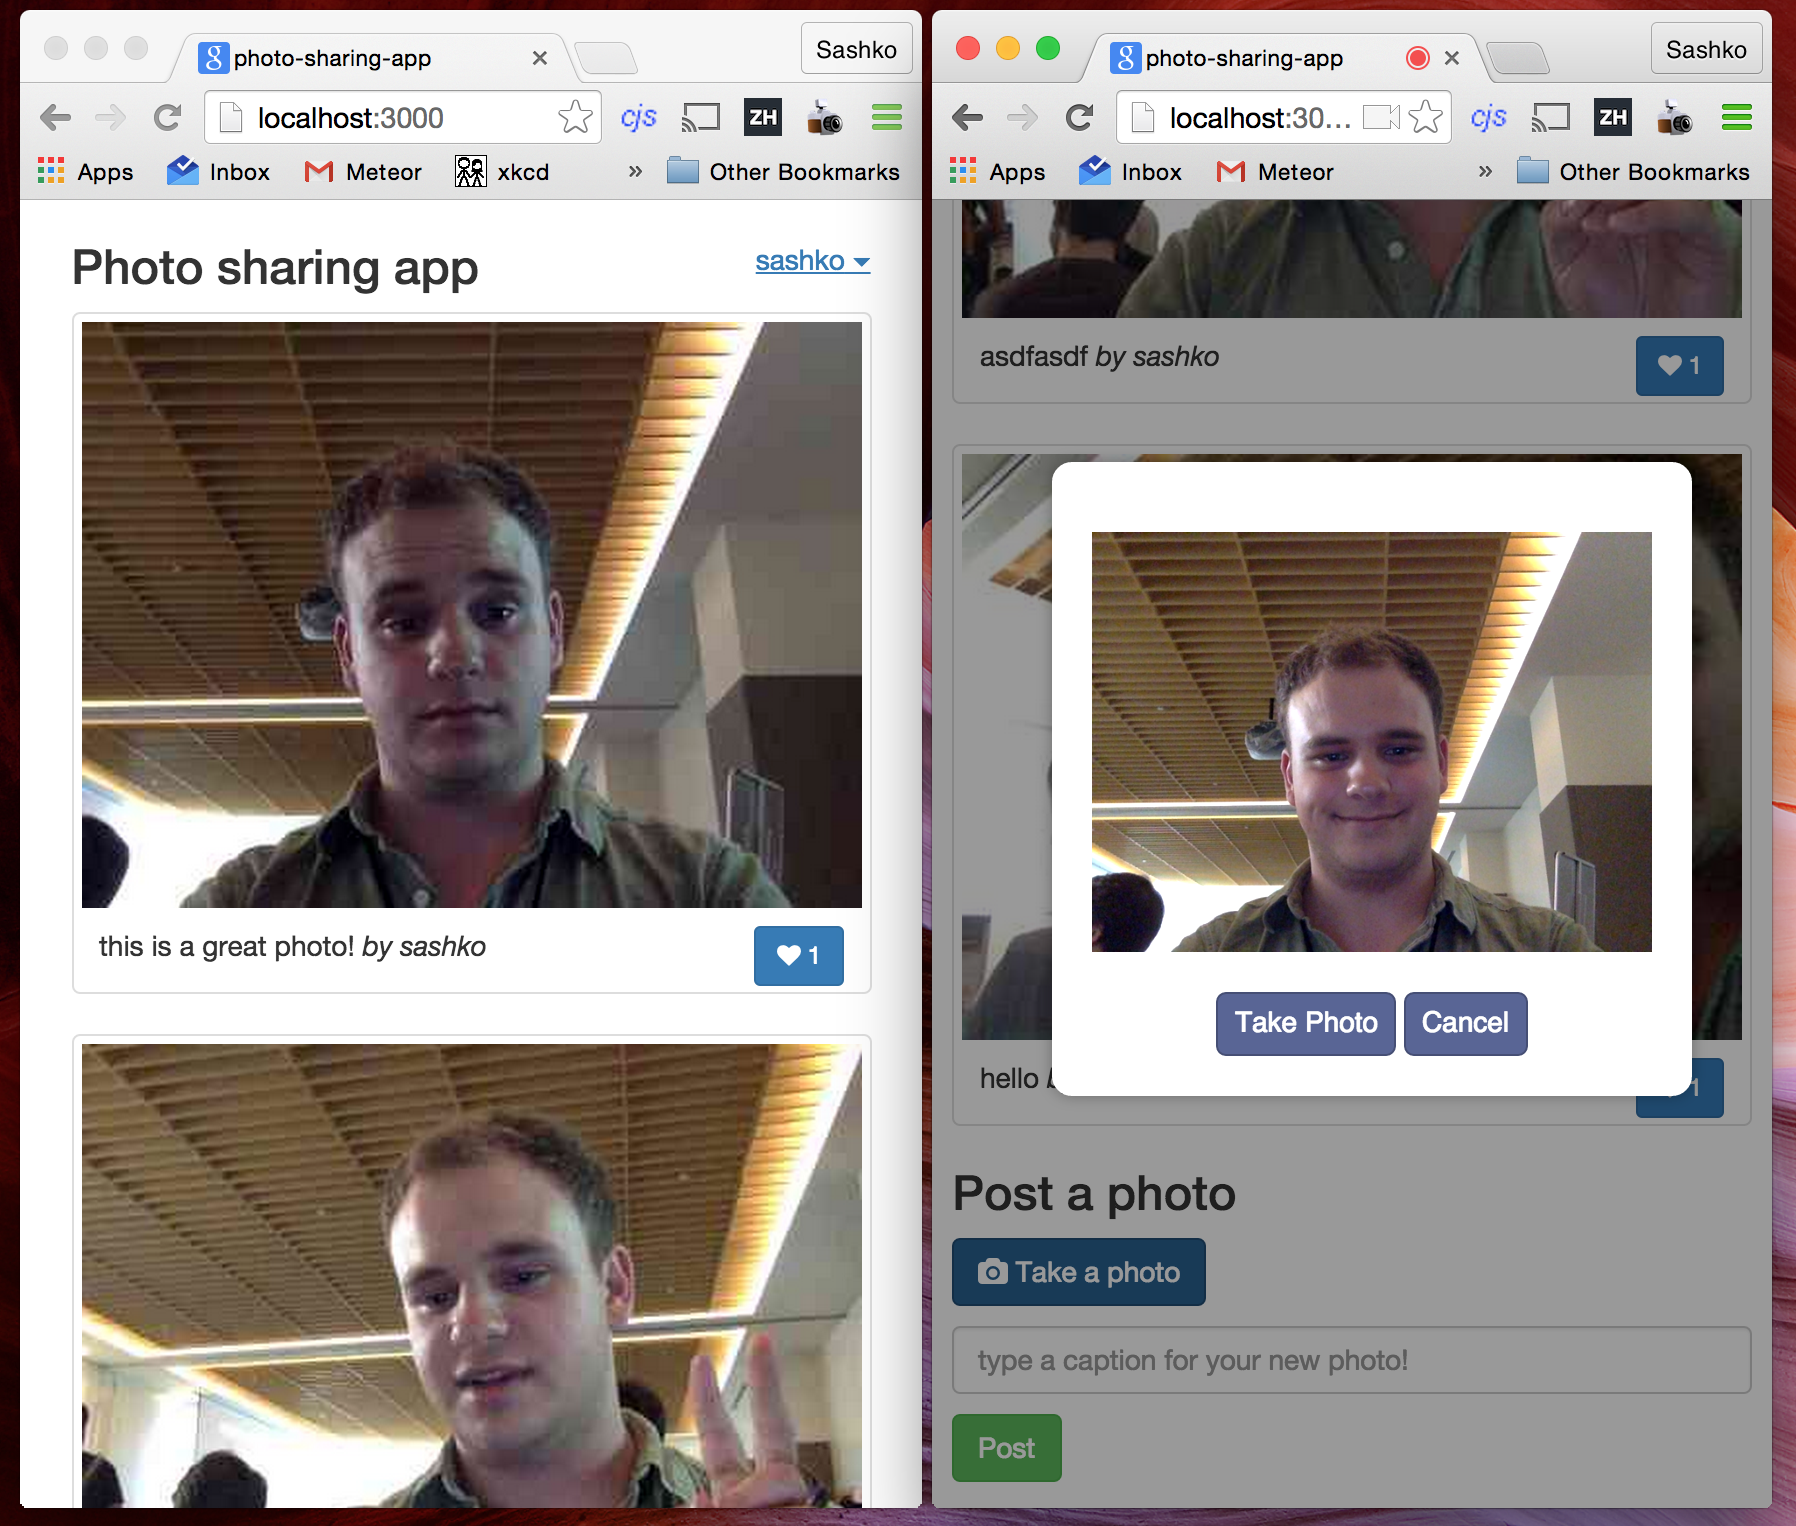 photo-sharing-app
Sashko
localhost:3000
cjs
ZH
Apps
Inbox
Meteor
xkcd
»
Other Bookmarks
Photo sharing app
sashko
this is a great photo! by sashko
1
photo-sharing-app
Sashko
localhost:30...
cjs
ZH
Apps
Inbox
Meteor
»
Other Bookmarks
asdfasdf by sashko
1
Take Photo
Cancel
hello
1
Post a photo
Take a photo
type a caption for your new photo!
Post